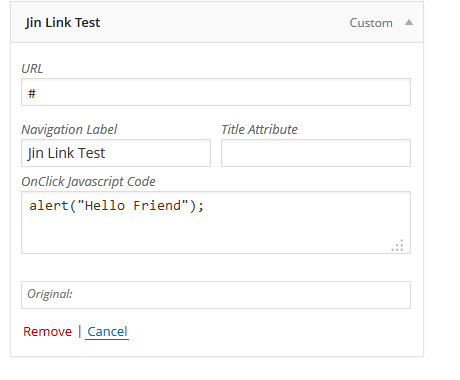 Jin Link Test Custom
URL
#
Navigation Label Title Attribute
Jin Link Test
OnClick Javascript Code
alert("Hello Friend");
Original:
Remove | Cancel